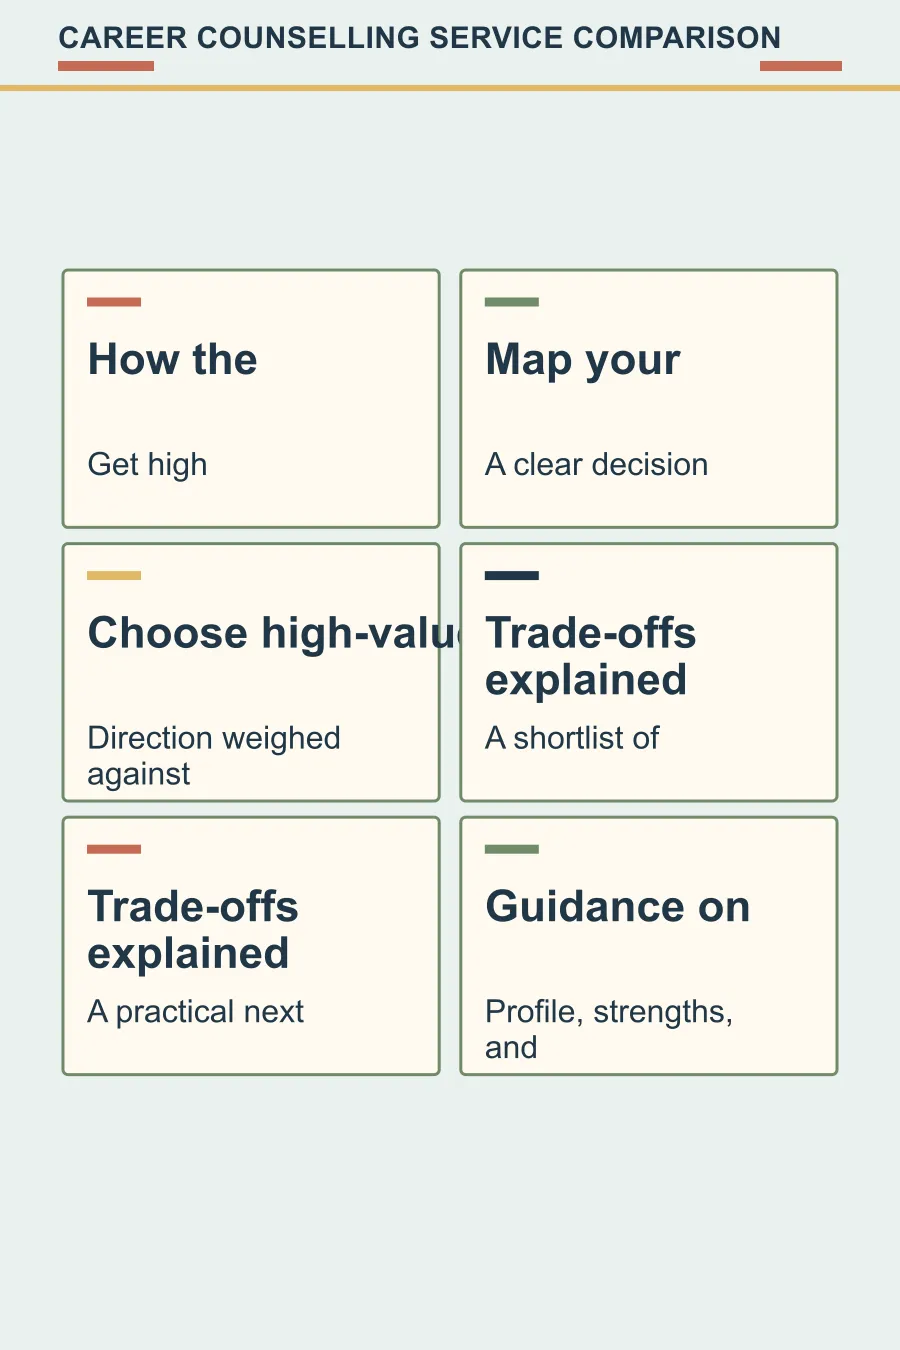 CAREER COUNSELLING SERVICE COMPARISON
How the
Get high
Map your
A clear decision
Choose high-valu
Direction weighed
against
Trade-offs
explained
A shortlist of
Trade-offs
explained
A practical next
Guidance on
Profile, strengths,
and